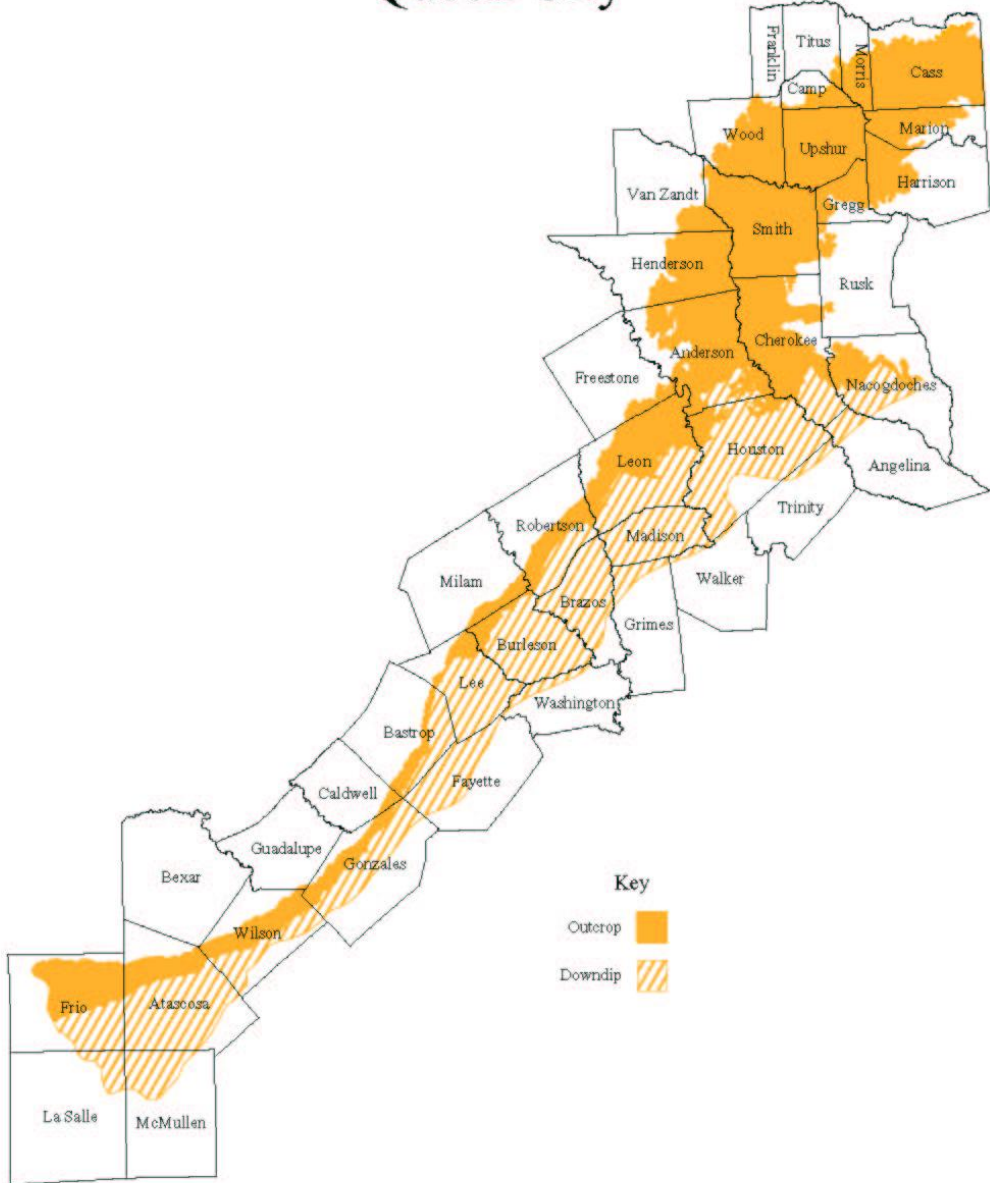 Franklin
Titus
Morris
Cass
Camp
Wood
Upshur
Marion
Van Zandt
Gregg
Harrison
Smith
Henderson
Rusk
Anderson
Cherokee
Freestone
Nacogdoches
Leon
Houston
Angelina
Trinity
Robertson
Madison
Milam
Walker
Brazos
Grimes
Burleson
Lee
Washington
Bastrop
Fayette
Caldwell
Guadalupe
Gonzales
Bexar
Wilson
Frio
Atascosa
La Salle
McMullen
Key
Outcrop
Downdip